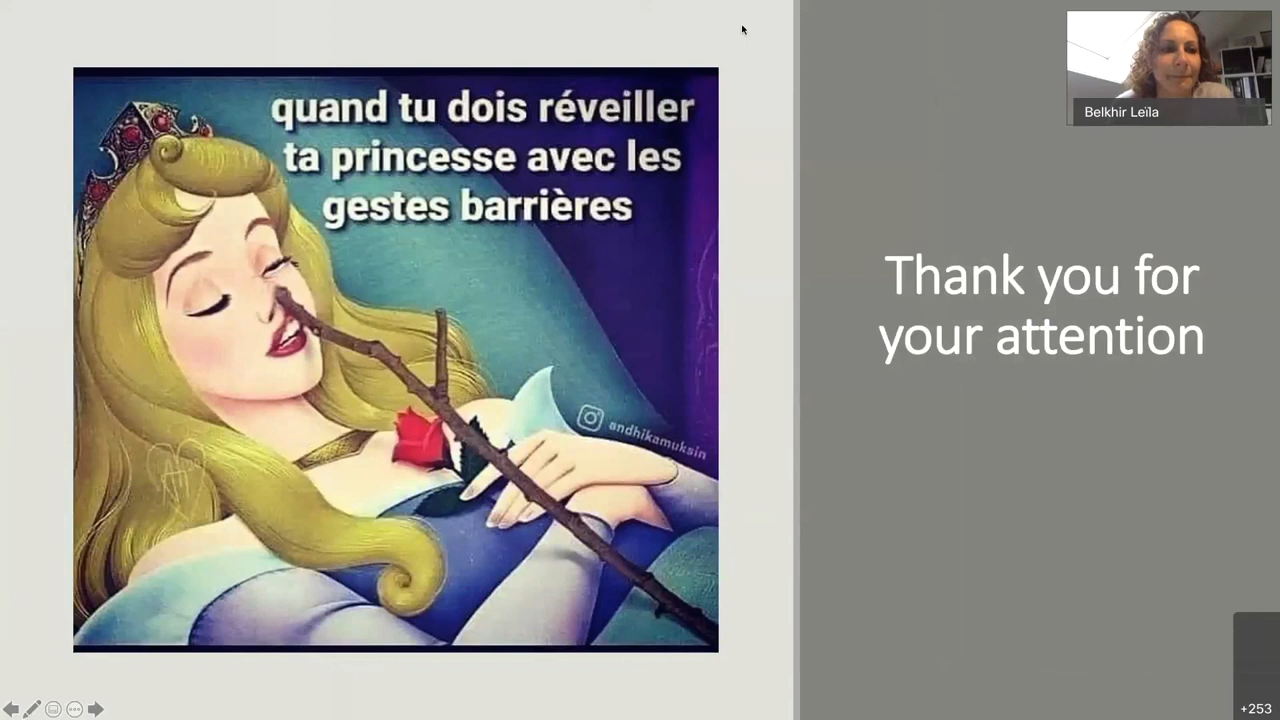 quand tu dois réveiller
ta princesse avec les
gestes barrières
andhikamuksin
Thank you for
your attention
Belkhir Leïla
+253